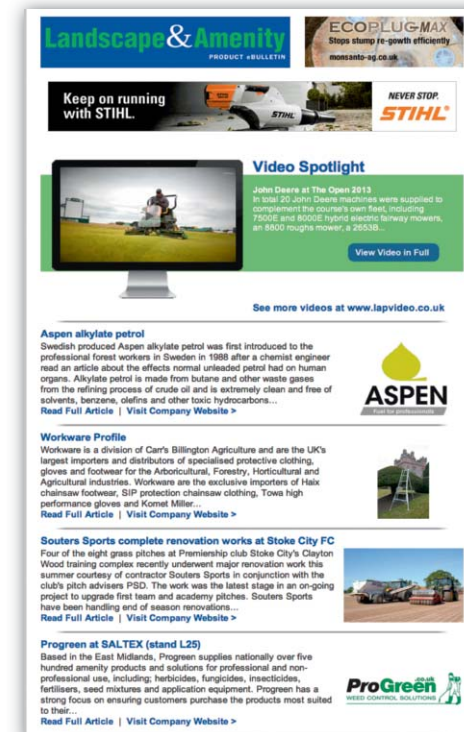 Landscape&Amenity
PRODUCT eBULLETIN
ECOPLUG-MAX
Stops stump re-gowth efficiently
monsanto-ag.co.uk
Keep on running
with STIHL.
STIHL
NEVER STOP.
STIHL®
Video Spotlight
John Deere at The Open 2013
In total 20 John Deere machines were supplied to
complement the course's own fleet, including
7500E and 8000E hybrid electric fairway mowers,
an 8800 roughs mower, a 2653B...
View Video in Full
See more videos at www.lapvideo.co.uk
Aspen alkylate petrol
Swedish produced Aspen alkylate petrol was first introduced to the
professional forest workers in Sweden in 1988 after a chemist engineer
read an article about the effects normal unleaded petrol had on human
organs. Alkylate petrol is made from butane and other waste gases
from the refining process of crude oil and is extremely clean and free of
solvents, benzene, olefins and other toxic hydrocarbons...
Read Full Article | Visit Company Website >
ASPEN
Fuel for professionals
Workware Profile
Workware is a division of Carr's Billington Agriculture and are the UK's
largest importers and distributors of specialised protective clothing,
gloves and footwear for the Arboricultural, Forestry, Horticultural and
Agricultural industries. Workware are the exclusive importers of Haix
chainsaw footwear, SIP protection chainsaw clothing, Towa high
performance gloves and Komet Miller...
Read Full Article | Visit Company Website >
Souters Sports complete renovation works at Stoke City FC
Four of the eight grass pitches at Premiership club Stoke City's Clayton
Wood training complex recently underwent major renovation work this
summer courtesy of contractor Souters Sports in conjunction with the
club's pitch advisers PSD. The work was the latest stage in an on-going
project to upgrade first team and academy pitches. Souters Sports
have been handling end of season renovations...
Read Full Article | Visit Company Website >
Progreen at SALTEX (stand L25)
Based in the East Midlands, Progreen supplies nationally over five
hundred amenity products and solutions for professional and non-
professional use, including; herbicides, fungicides, insecticides,
fertilisers, seed mixtures and application equipment. Progreen has a
strong focus on ensuring customers purchase the products most suited
to their...
Read Full Article | Visit Company Website >
.co.uk
ProGreen
WEED CONTROL SOLUTIONS